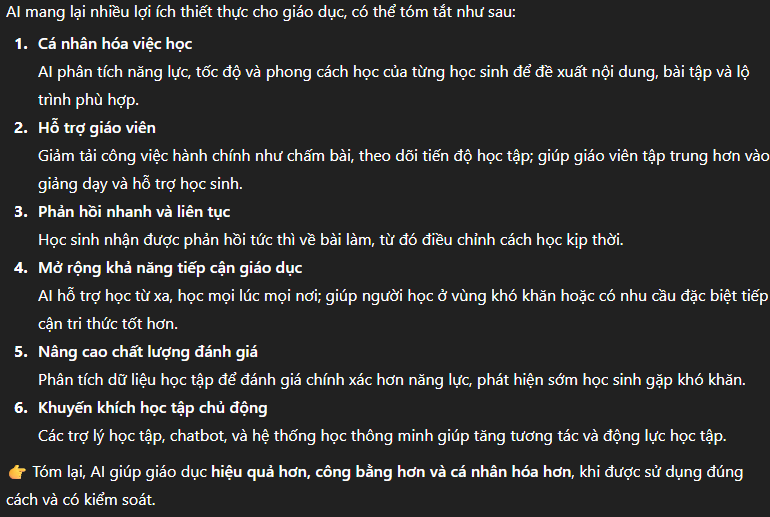 AI mang lại nhiều lợi ích thiết thực cho giáo dục, có thể tóm tắt như sau:
1. Cá nhân hóa việc học
AI phân tích năng lực, tốc độ và phong cách học của từng học sinh để đề xuất nội dung, bài tập và lộ
trình phù hợp.
2. Hỗ trợ giáo viên
Giảm tải công việc hành chính như chấm bài, theo dõi tiến độ học tập; giúp giáo viên tập trung hơn vào
giảng dạy và hỗ trợ học sinh.
3. Phản hồi nhanh và liên tục
Học sinh nhận được phản hồi tức thì về bài làm, từ đó điều chỉnh cách học kịp thời.
4. Mở rộng khả năng tiếp cận giáo dục
AI hỗ trợ học từ xa, học mọi lúc mọi nơi; giúp người học ở vùng khó khăn hoặc có nhu cầu đặc biệt tiếp
cận tri thức tốt hơn.
5. Nâng cao chất lượng đánh giá
Phân tích dữ liệu học tập để đánh giá chính xác hơn năng lực, phát hiện sớm học sinh gặp khó khăn.
6. Khuyến khích học tập chủ động
Các trợ lý học tập, chatbot, và hệ thống học thông minh giúp tăng tương tác và động lực học tập.
👉 Tóm lại, AI giúp giáo dục hiệu quả hơn, công bằng hơn và cá nhân hóa hơn, khi được sử dụng đúng
cách và có kiểm soát.